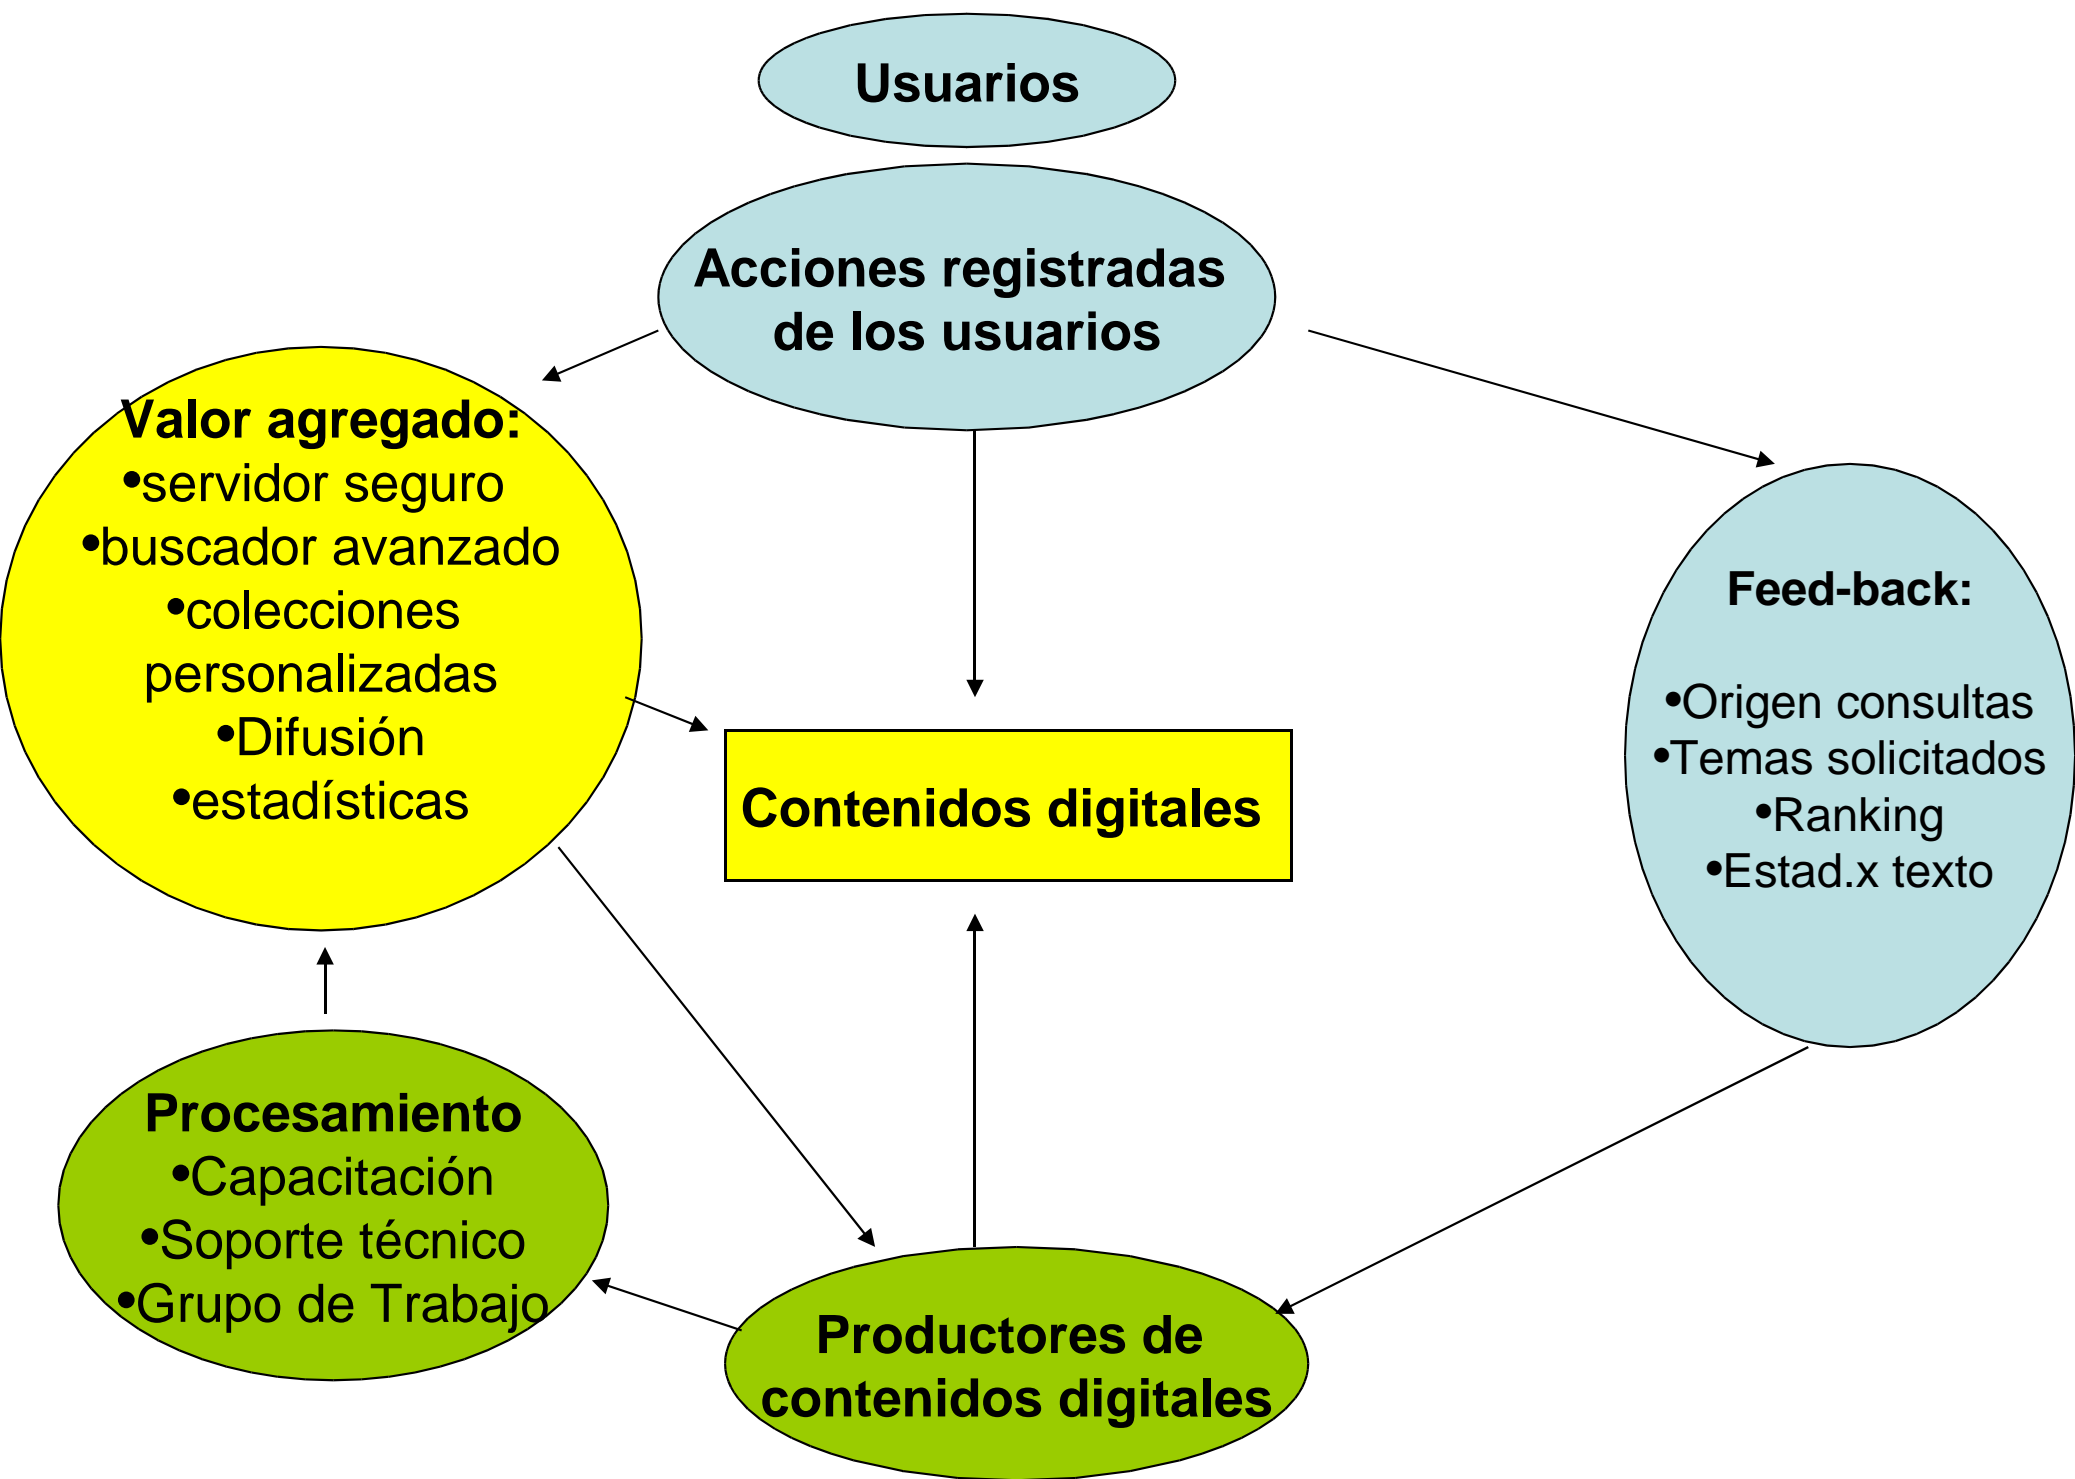 Usuarios
Acciones registradas
de los usuarios
Valor agregado:
•servidor seguro
•buscador avanzado
•colecciones
personalizadas
•Difusión
•estadísticas
Feed-back:
•Origen consultas
•Temas solicitados
•Ranking
•Estad.x texto
Contenidos digitales
Procesamiento
•Capacitación
•Soporte técnico
•Grupo de Trabajo
Productores de
contenidos digitales